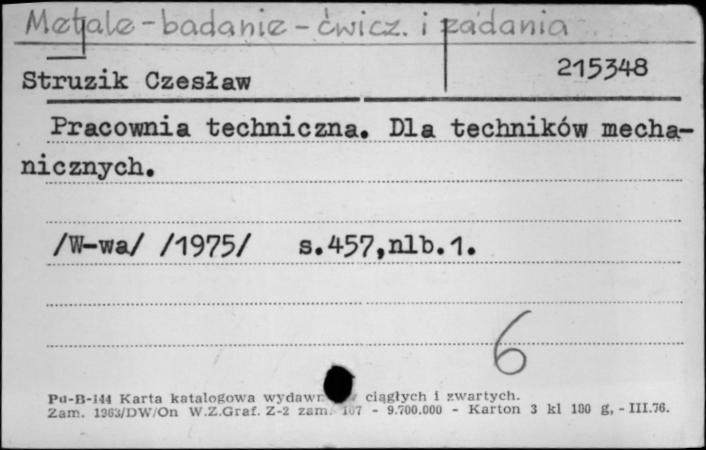 Metale - badanie - ćwicz. i zadania
Struzik Czesław 215348
Pracownia techniczna. Dla techników mecha-
nicznych.
/W-wa/ /1975/ s.457,nlb.1.
6
Pu-B-144 Karta katalogowa wydawn ciągłych i zwartych.
Zam. 1963/DW/On W.Z.Graf. Z-2 zam. 107 - 9.700.000 - Karton 3 kl 180 g, - III.76.